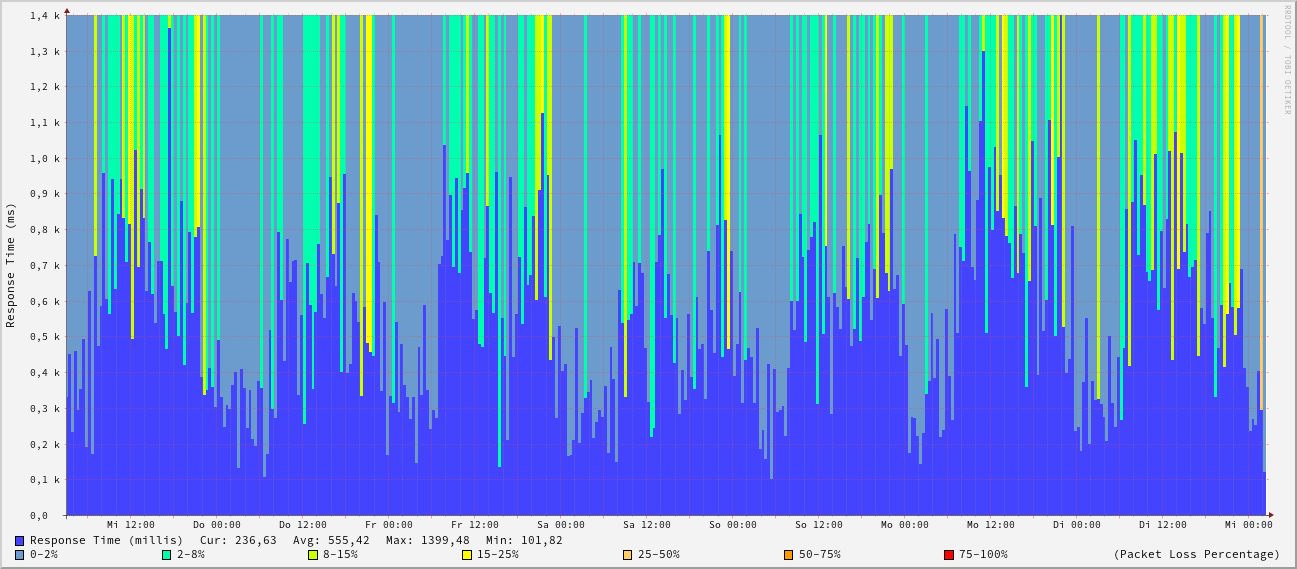 RRDTOOL / TOBI OETIKER
Response Time (ms)
1,4 k
1,3 k
1,2 k
1,1 k
1,0 k
0,9 k
0,8 k
0,7 k
0,6 k
0,5 k
0,4 k
0,3 k
0,2 k
0,1 k
0,0
Mi 12:00 Do 00:00 Do 12:00 Fr 00:00 Fr 12:00 Sa 00:00 Sa 12:00 So 00:00 So 12:00 Mo 00:00 Mo 12:00 Di 00:00 Di 12:00 Mi 00:00
Response Time (millis) Cur: 236,63 Avg: 555,42 Max: 1399,48 Min: 101,82
0-2% 2-8% 8-15% 15-25% 25-50% 50-75% 75-100% (Packet Loss Percentage)